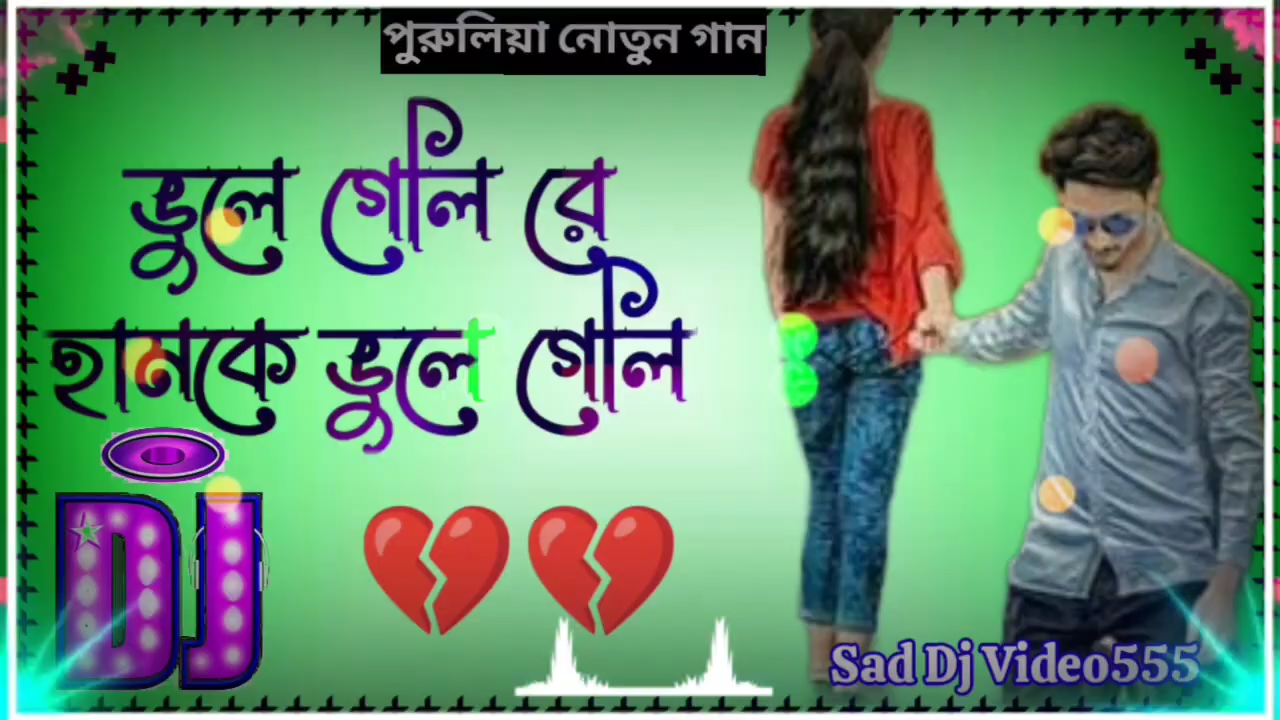 পুরুলিয়া নোতুন গান
ভুলে গেলি রে
হামকে ভুলে গেলি
DJ
Sad Dj Video555